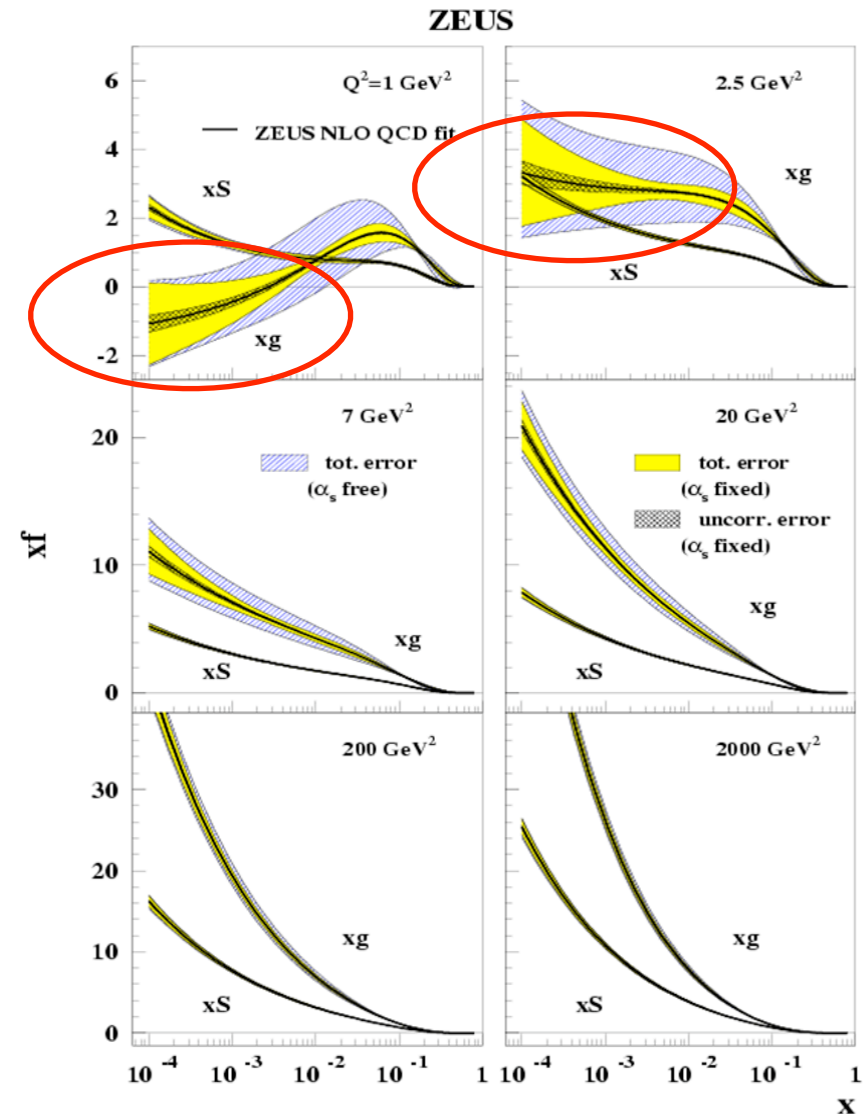 ZEUS
6
4
2
0
-2
Q²=1 GeV²
ZEUS NLO QCD fit
xS
xg
2.5 GeV²
xg
xS
20
10
0
7 GeV²
tot. error
(αs free)
xg
xS
20 GeV²
tot. error
(αs fixed)
uncorr. error
(αs fixed)
xg
xS
xf
30
20
10
0
200 GeV²
xg
xS
2000 GeV²
xg
xS
10⁻⁴ 10⁻³ 10⁻² 10⁻¹ 1 10⁻⁴ 10⁻³ 10⁻² 10⁻¹ 1
x